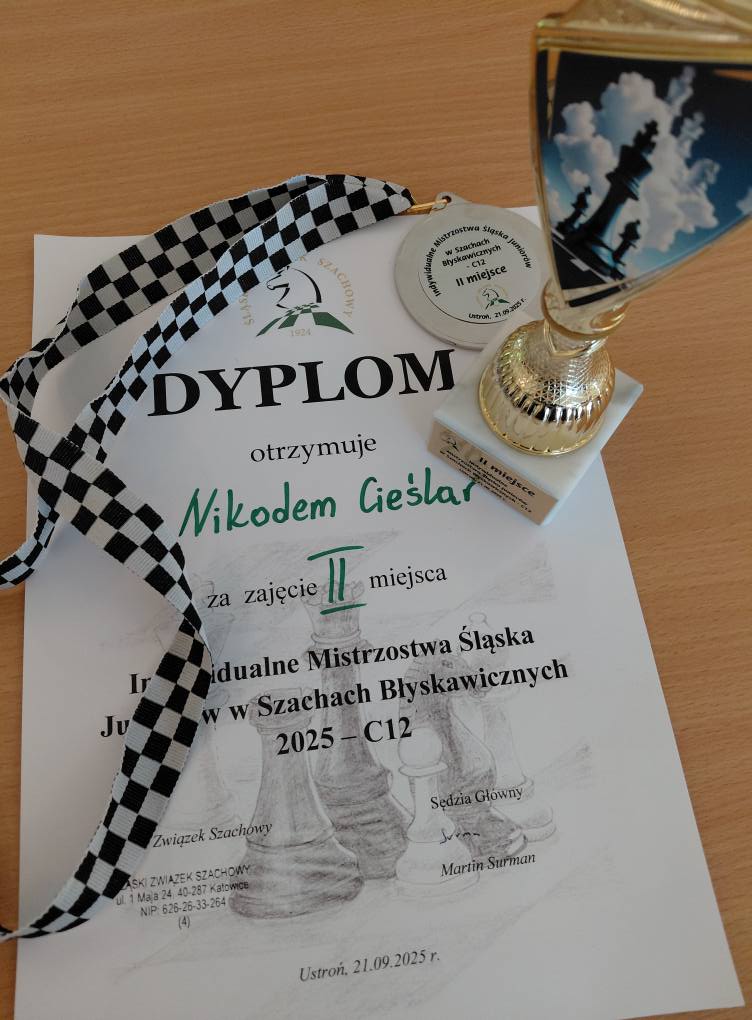 Indywidualne Mistrzostwa Śląska Juniorów
w Szachach
Błyskawicznych
- C12
II miejsce
Ustroń, 21.09.2025 r.
SZACHOWY
1924
DYPLOM
otrzymuje
Nikodem Cieślar
za zajęcie II miejsca
Indywidualne Mistrzostwa Śląska
w w Szachach Błyskawicznych
2025 – C12
II miejsce
Sędzia Główny
Martin Surman
Związek Szachowy
ŚLĄSKI ZWIĄZEK SZACHOWY
ul. 1 Maja 24, 40-287 Katowice
NIP: 626-26-33-264
(4)
Ustroń, 21.09.2025 r.